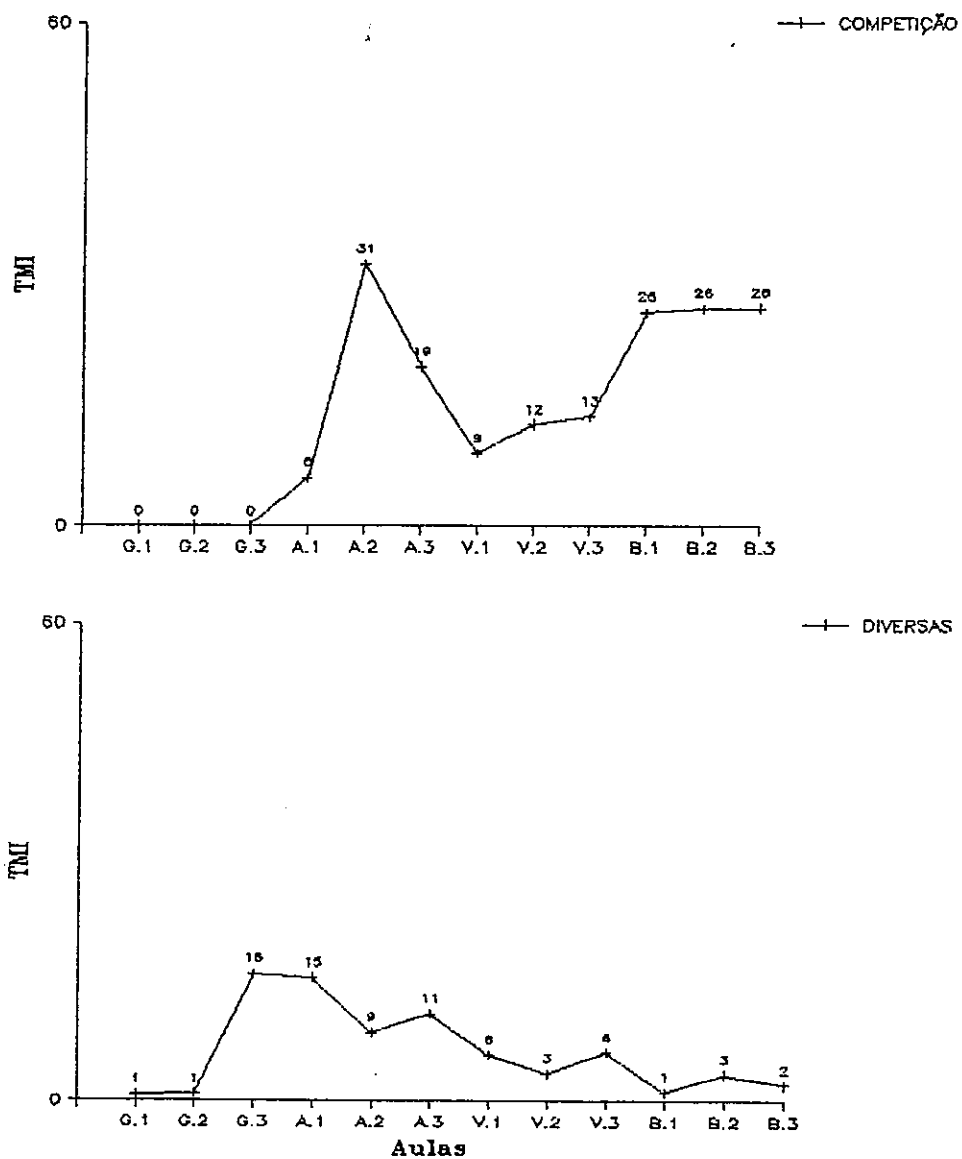 60
COMPETIÇÃO
TMI
31
19
6
9
12
13
25
26
26
0 0 0
0
G.1 G.2 G.3 A.1 A.2 A.3 V.1 V.2 V.3 B.1 B.2 B.3
60
DIVERSAS
TMI
1 1 16 15 9 11 6 3 6 1 3 2
0
G.1 G.2 G.3 A.1 A.2 A.3 V.1 V.2 V.3 B.1 B.2 B.3
Aulas